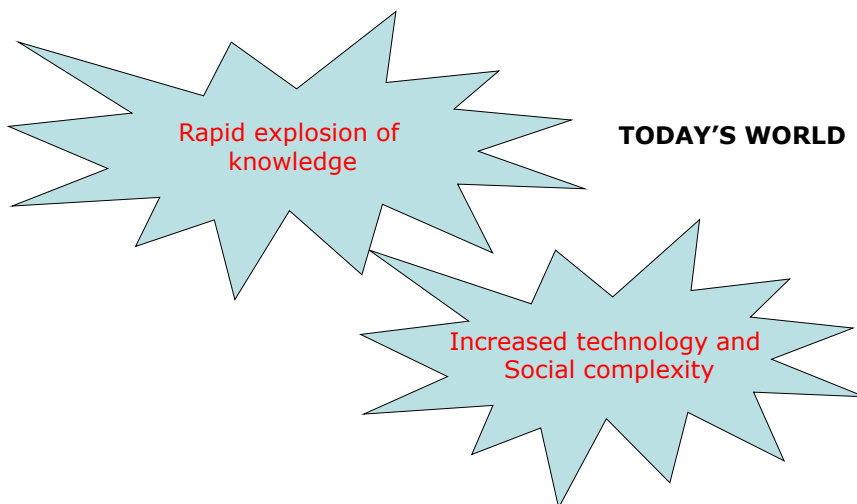 Rapid explosion of
knowledge
TODAY’S WORLD
Increased technology and
Social complexity